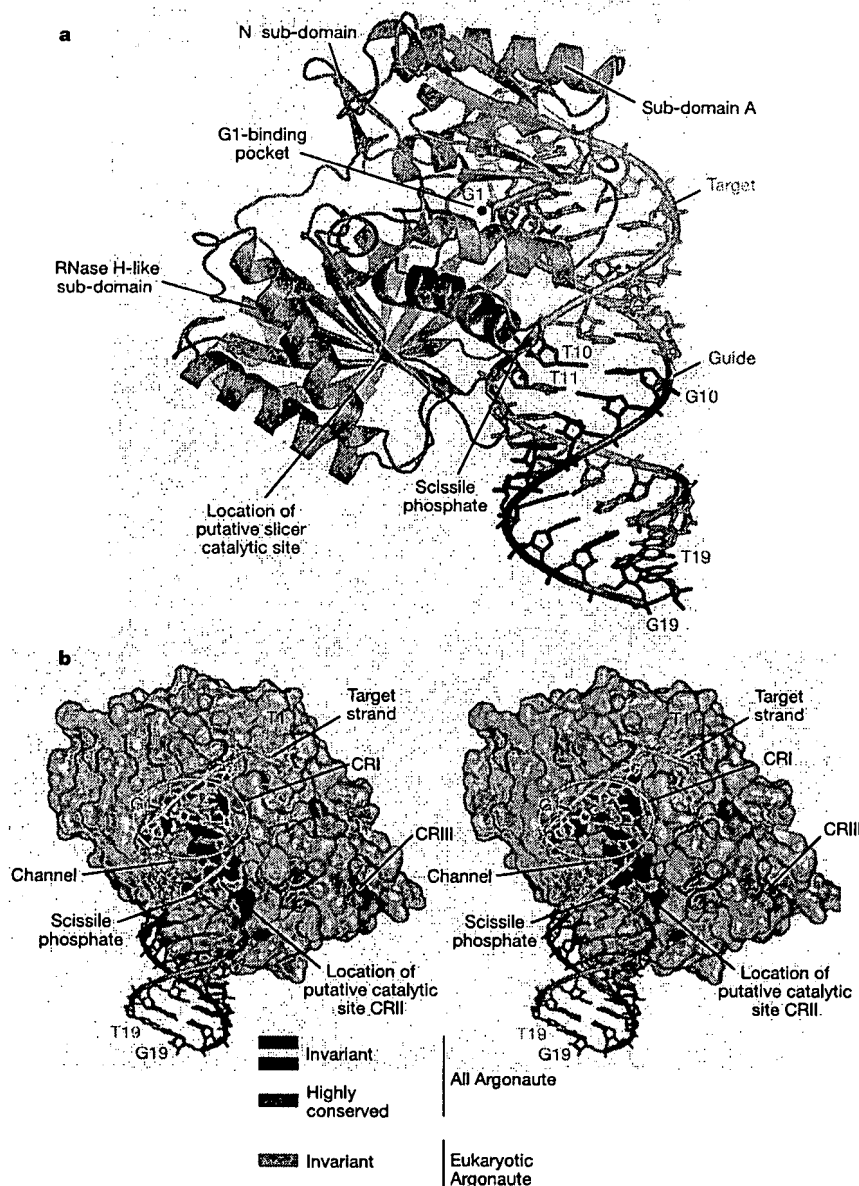 a
N sub-domain
Sub-domain A
G1-binding
pocket
G1
Target
RNase H-like
sub-domain
T10
Guide
T11
G10
Scissile
phosphate
Location of
putative slicer
catalytic site
T19
G19
b
Target
strand
T1
CRI
CRIII
Channel
Scissile
phosphate
Location of
putative catalytic
site CRII
T19
G19
Target
strand
T1
CRI
CRIII
Channel
Scissile
phosphate
Location of
putative catalytic
site CRII
T19
G19
Invariant
All Argonaute
Highly
conserved
Invariant
Eukaryotic
Argonaute